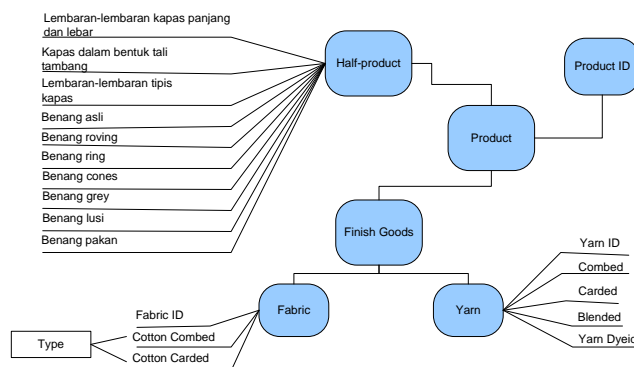 Lembaran-lembaran kapas panjang
dan lebar
Kapas dalam bentuk tali
tambang
Lembaran-lembaran tipis
kapas
Benang asli
Benang roving
Benang ring
Benang cones
Benang grey
Benang lusi
Benang pakan
Half-product
Product ID
Product
Finish Goods
Fabric
Yarn
Yarn ID
Combed
Carded
Blended
Yarn Dyeid
Fabric ID
Cotton Combed
Cotton Carded
Type